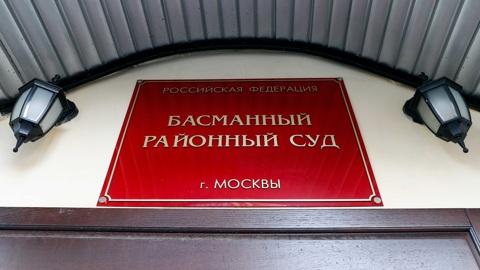 РОССИЙСКАЯ ФЕДЕРАЦИЯ
БАСМАННЫЙ
РАЙОННЫЙ СУД
г. МОСКВЫ